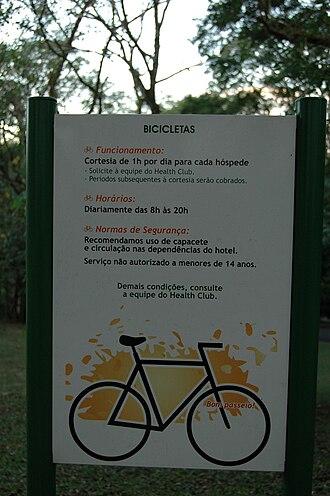 BICICLETAS
Funcionamento:
Cortesia de 1h por dia para cada hóspede
- Solicite à equipe do Health Club.
- Períodos subsequentes à cortesia serão cobrados.
Horários:
Diariamente das 8h às 20h
Normas de Segurança:
Recomendamos uso de capacete
e circulação nas dependências do hotel.
Serviço não autorizado a menores de 14 anos.
Demais condições, consulte
a equipe do Health Club.
Bom passeio!